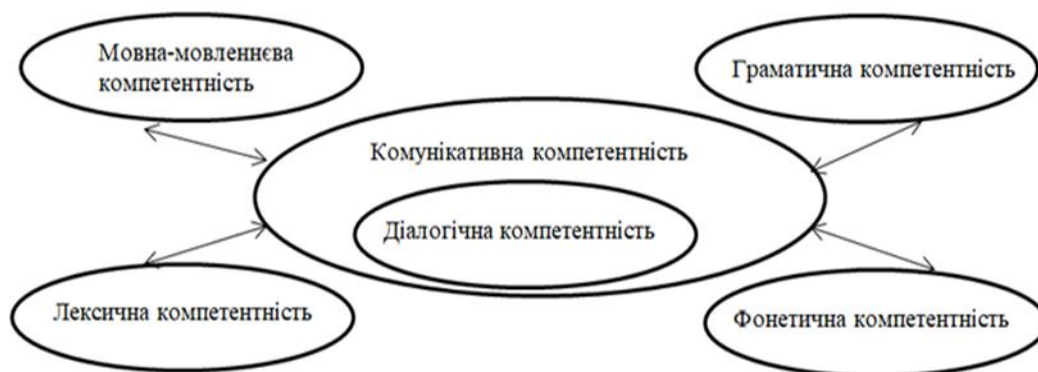 Мовна-мовленнєва
компетентність
Граматична компетентність
Комунікативна компетентність
Діалогічна компетентність
Лексична компетентність
Фонетична компетентність